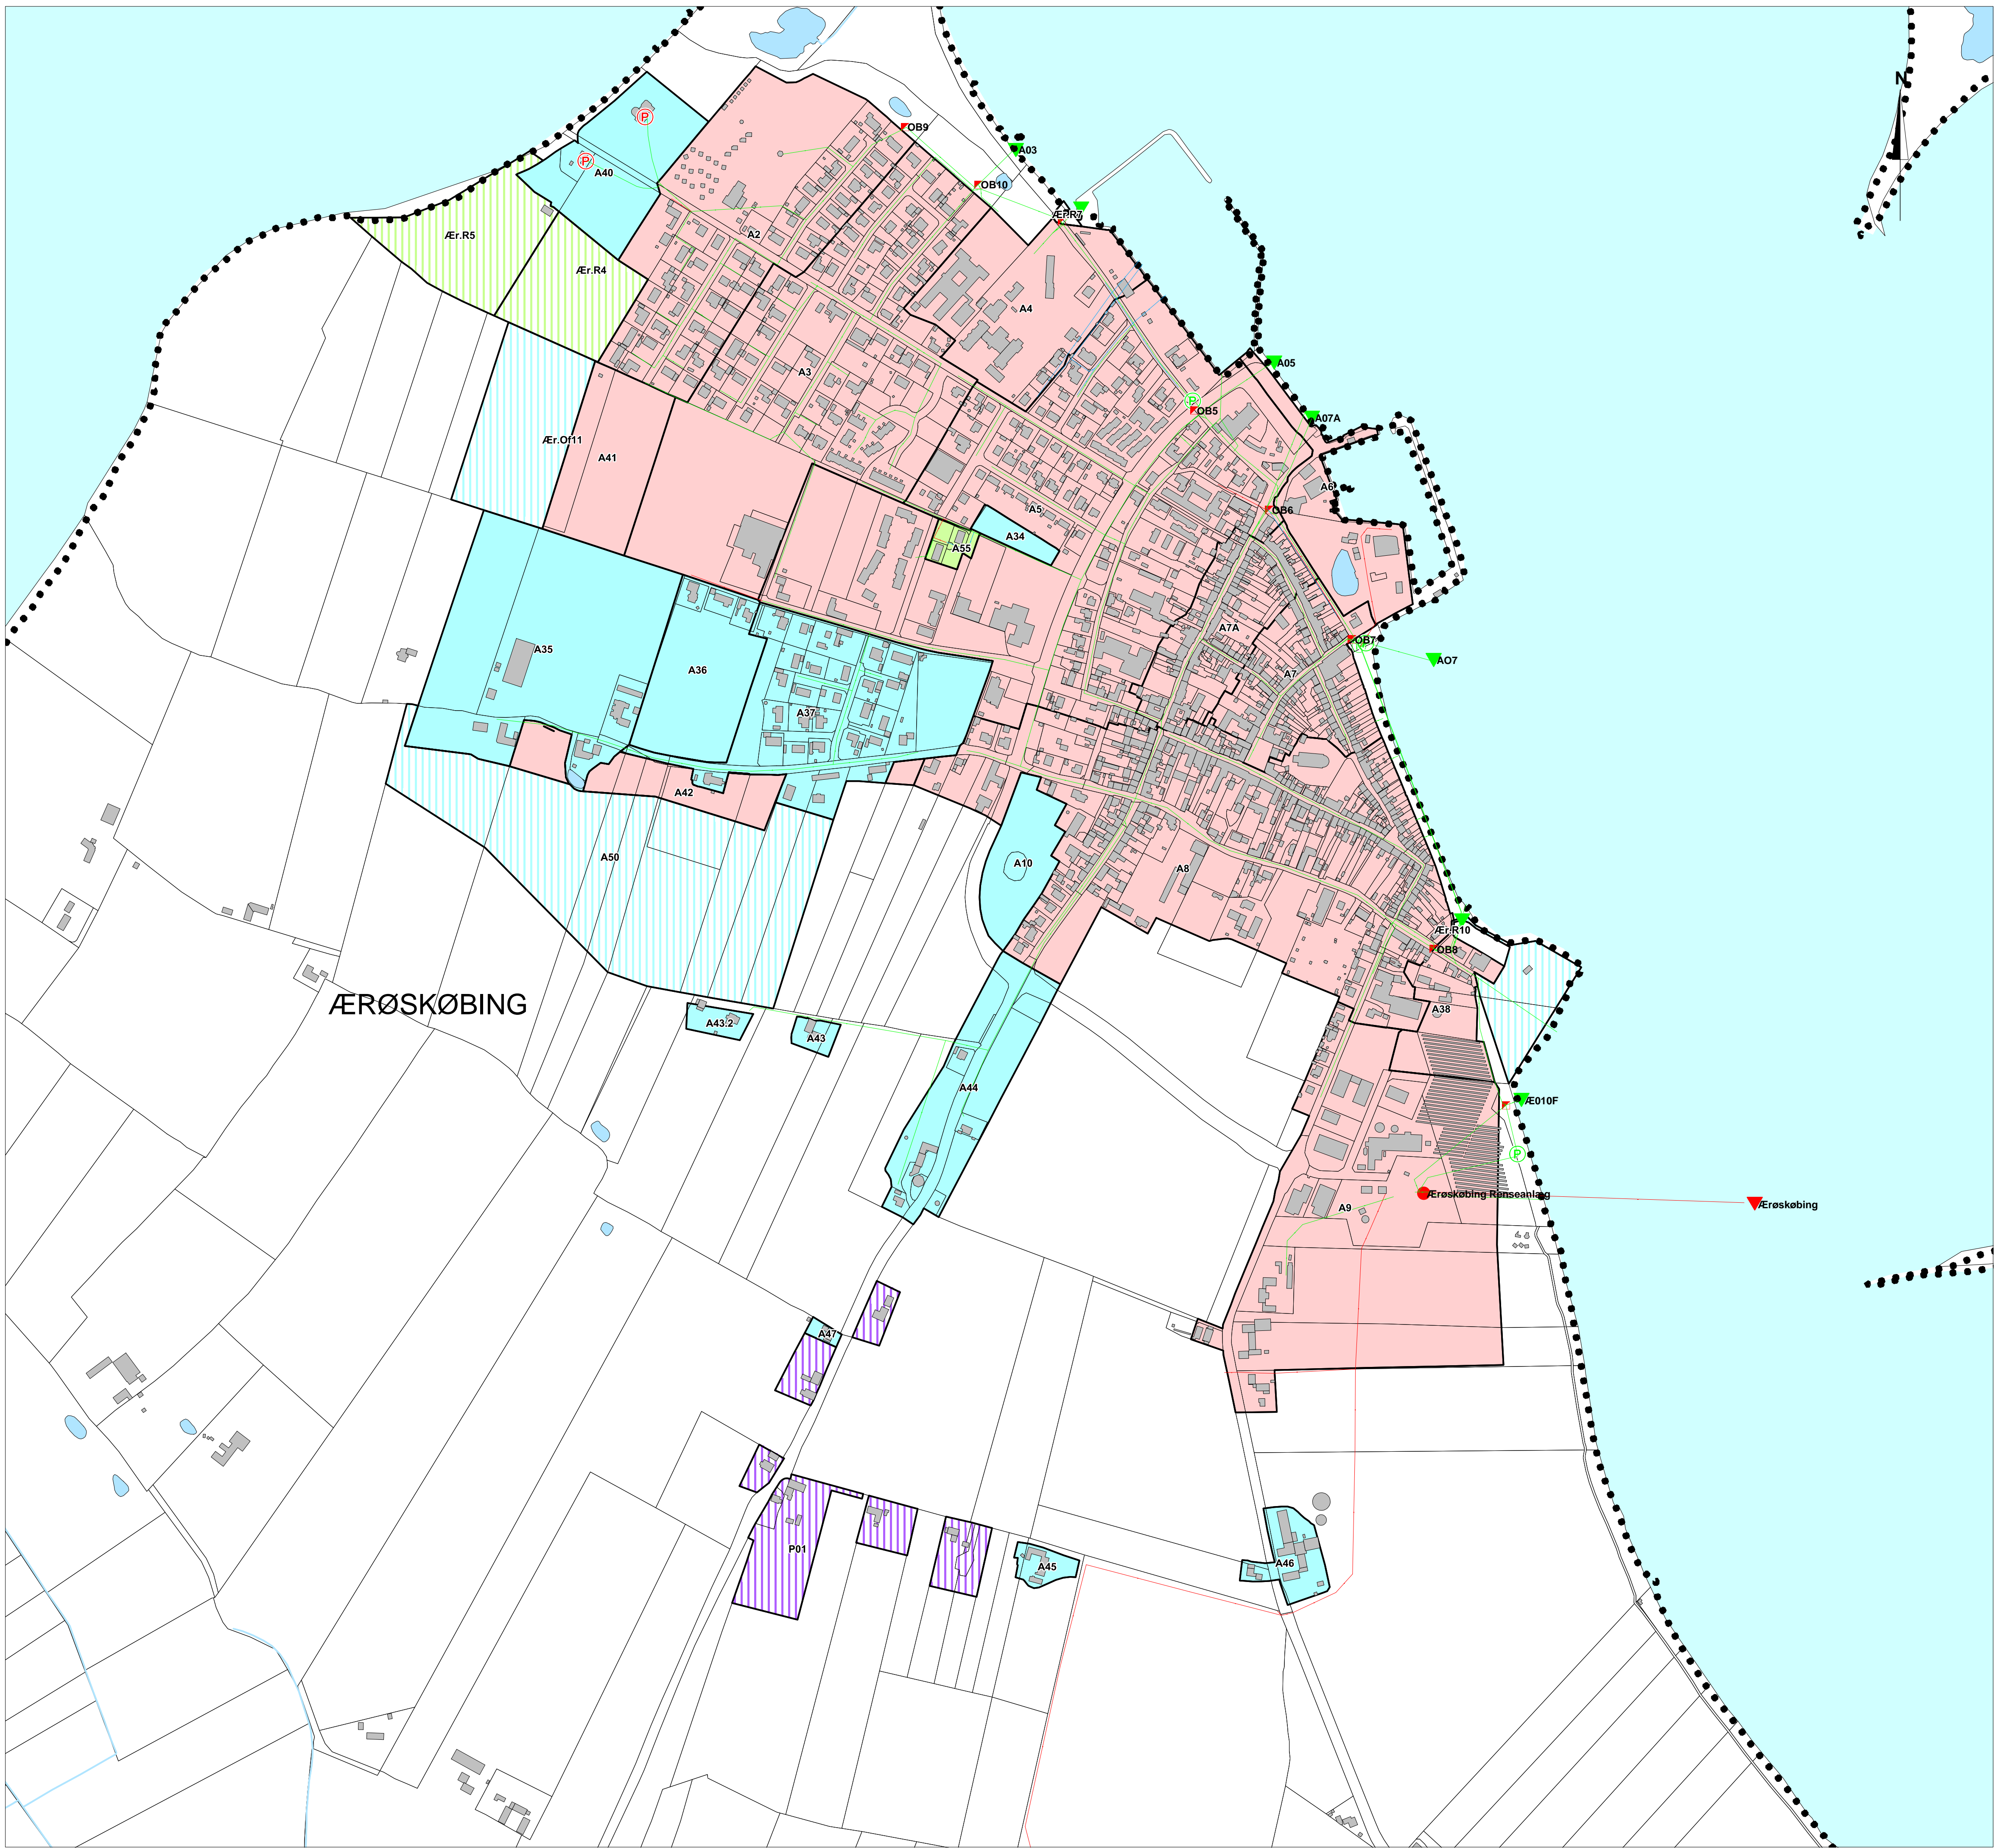 N
OB9
A03
P
P
A40
OB10
Ær.R7
Ær.R5
A2
Ær.R4
A4
A05
A3
P
OB5
A07A
Ær.Of11
A41
A6
A5
OB6
A34
A55
A7A
OB7
A35
AO7
A36
A7
A37
A42
A50
A10
A8
Ær.R10
OB8
ÆRØSKØBING
A43.2
A38
A43
A44
Æ010F
P
Ærøskøbing Renseanlæg
Ærøskøbing
A9
A47
P01
A46
A45